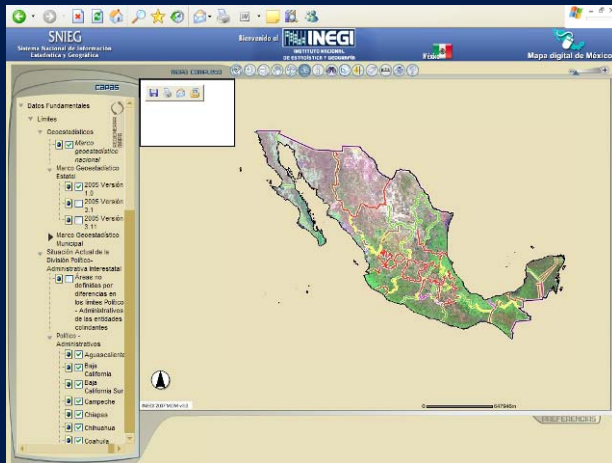 SNIEG
Sistema Nacional de Información
Estadística y Geográfica
Bienvenido al
INEGI
INSTITUTO NACIONAL
DE ESTADÍSTICA Y GEOGRAFÍA
México
Mapa digital de México
capas
Datos Fundamentales
Límites
Geoestadísticos
Marco
geoestadístico
nacional
Marco Geoestadístico
Estatal
2005 Versión
1.0
2005 Versión
3.1
2005 Versión
3.11
Marco Geoestadístico
Municipal
Situación Actual de la
División Político-
Administrativa Interestatal
Áreas no
definidas por
diferencias en
los límites Político
- Administrativos
de las entidades
colindantes
Político -
Administrativos
Aguascalientes
Baja
California
Baja
California Sur
Campeche
Chiapas
Chihuahua
Coahuila
0
647948m
PREFERENCIAS